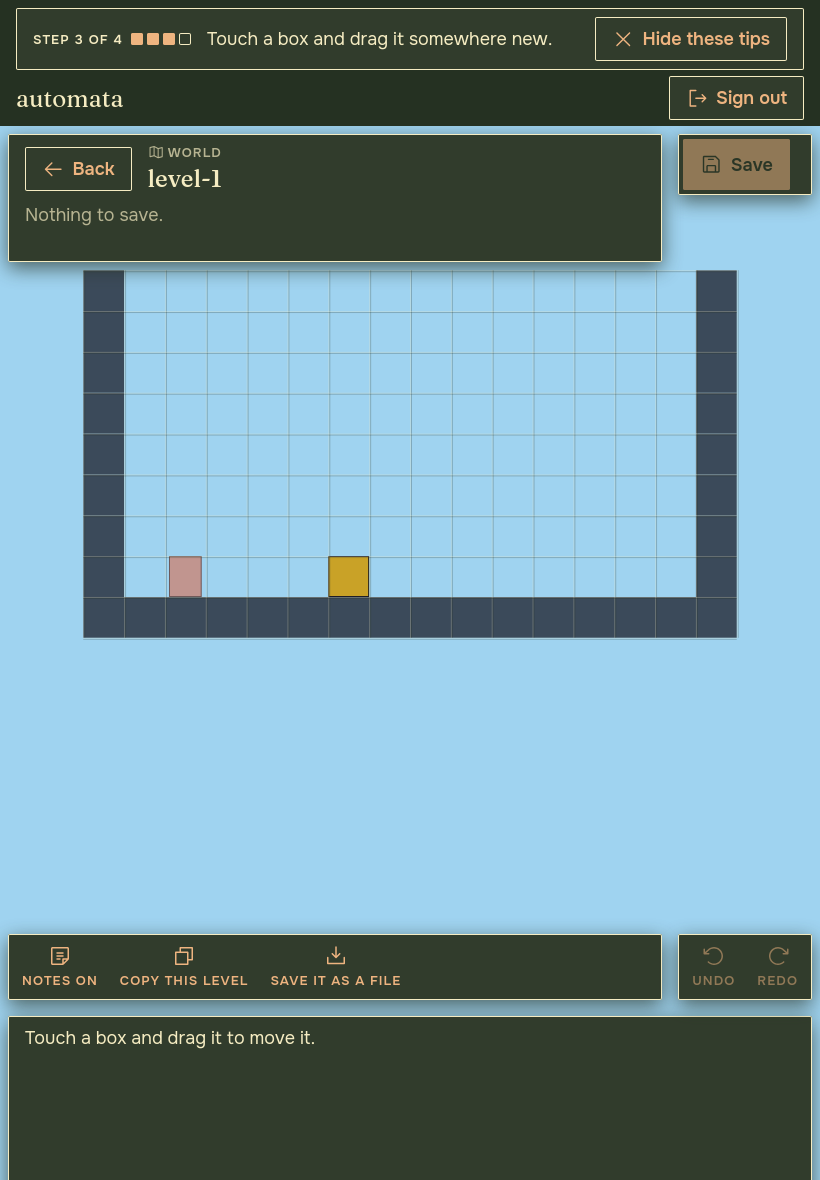 STEP 3 OF 4 Touch a box and drag it somewhere new. Hide these tips
automata Sign out
Back WORLD
level-1
Save
Nothing to save.
NOTES ON COPY THIS LEVEL SAVE IT AS A FILE UNDO REDO
Touch a box and drag it to move it.